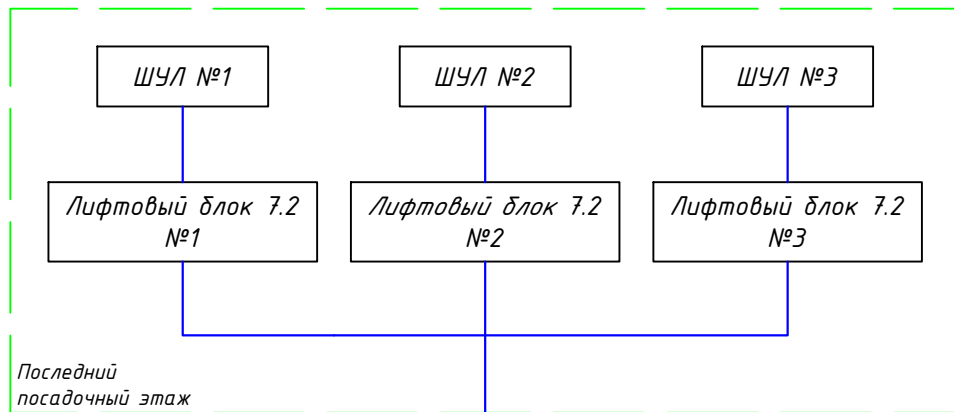 ШУЛ №1
ШУЛ №2
ШУЛ №3
Лифтовый блок 7.2
№1
Лифтовый блок 7.2
№2
Лифтовый блок 7.2
№3
Последний
посадочный этаж